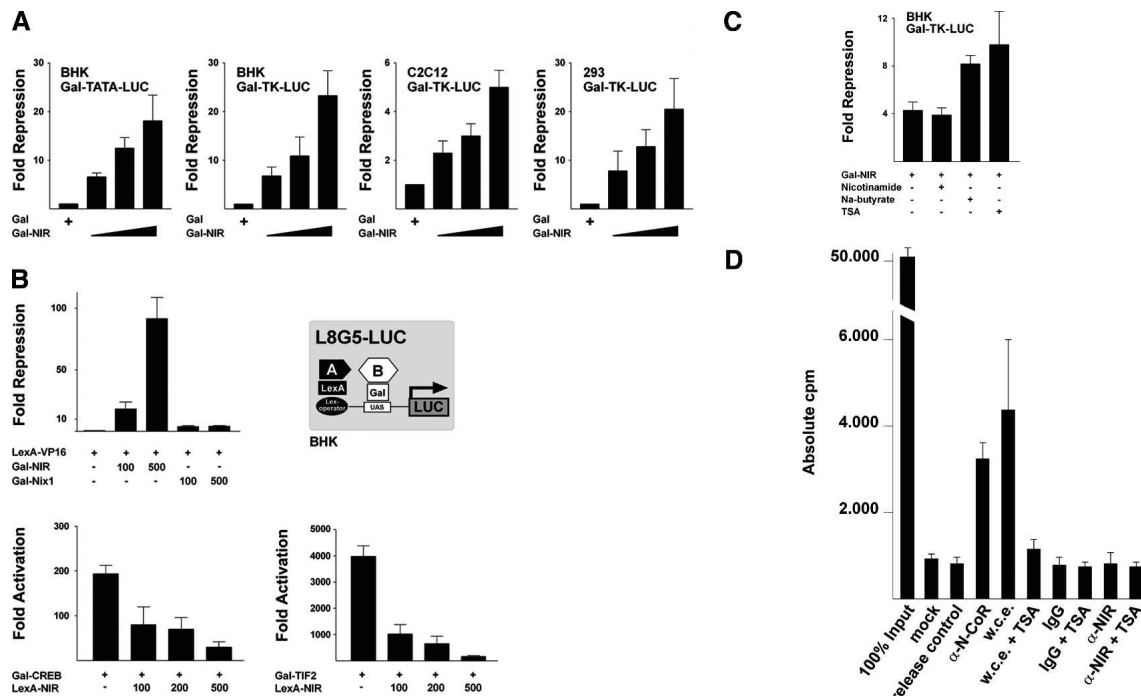 A
BHK
Gal-TATA-LUC
Fold Repression
30
20
10
Gal
Gal-NIR
+
BHK
Gal-TK-LUC
Fold Repression
30
20
10
Gal
Gal-NIR
+
C2C12
Gal-TK-LUC
Fold Repression
6
4
2
Gal
Gal-NIR
+
293
Gal-TK-LUC
Fold Repression
30
20
10
Gal
Gal-NIR
+
C
BHK
Gal-TK-LUC
Fold Repression
12
8
4
Gal-NIR + + + +
Nicotinamide - + - -
Na-butyrate - - + -
TSA - - - +
B
Fold Repression
100
50
10
LexA-VP16 + + + + +
Gal-NIR - 100 500 - -
Gal-Nix1 - - - 100 500
L8G5-LUC
A
B
LexA
Gal
Lex-
operator
UAS
LUC
BHK
Fold Activation
300
200
100
Gal-CREB + + + +
LexA-NIR - 100 200 500
Fold Activation
5000
4000
3000
2000
1000
Gal-TIF2 + + + +
LexA-NIR - 100 200 500
D
Absolute cpm
50.000
6.000
4.000
2.000
100% Input
mock
release control
α-N-CoR
w.c.e.
w.c.e. + TSA
IgG
IgG + TSA
α-NIR
α-NIR + TSA